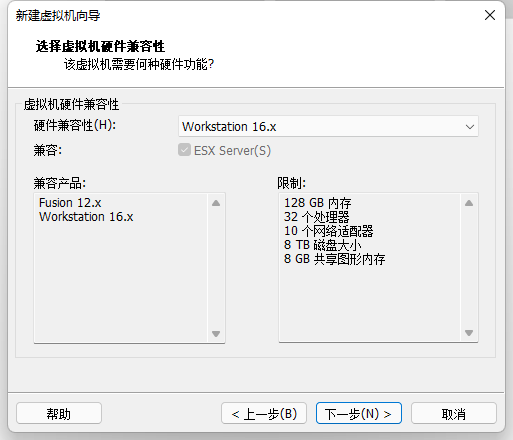 新建虚拟机向导
选择虚拟机硬件兼容性
该虚拟机需要何种硬件功能?
虚拟机硬件兼容性
硬件兼容性(H):
Workstation 16.x
兼容:
ESX Server(S)
兼容产品:
Fusion 12.x
Workstation 16.x
限制:
128 GB 内存
32 个处理器
10 个网络适配器
8 TB 磁盘大小
8 GB 共享图形内存
帮助
< 上一步(B)
下一步(N) >
取消